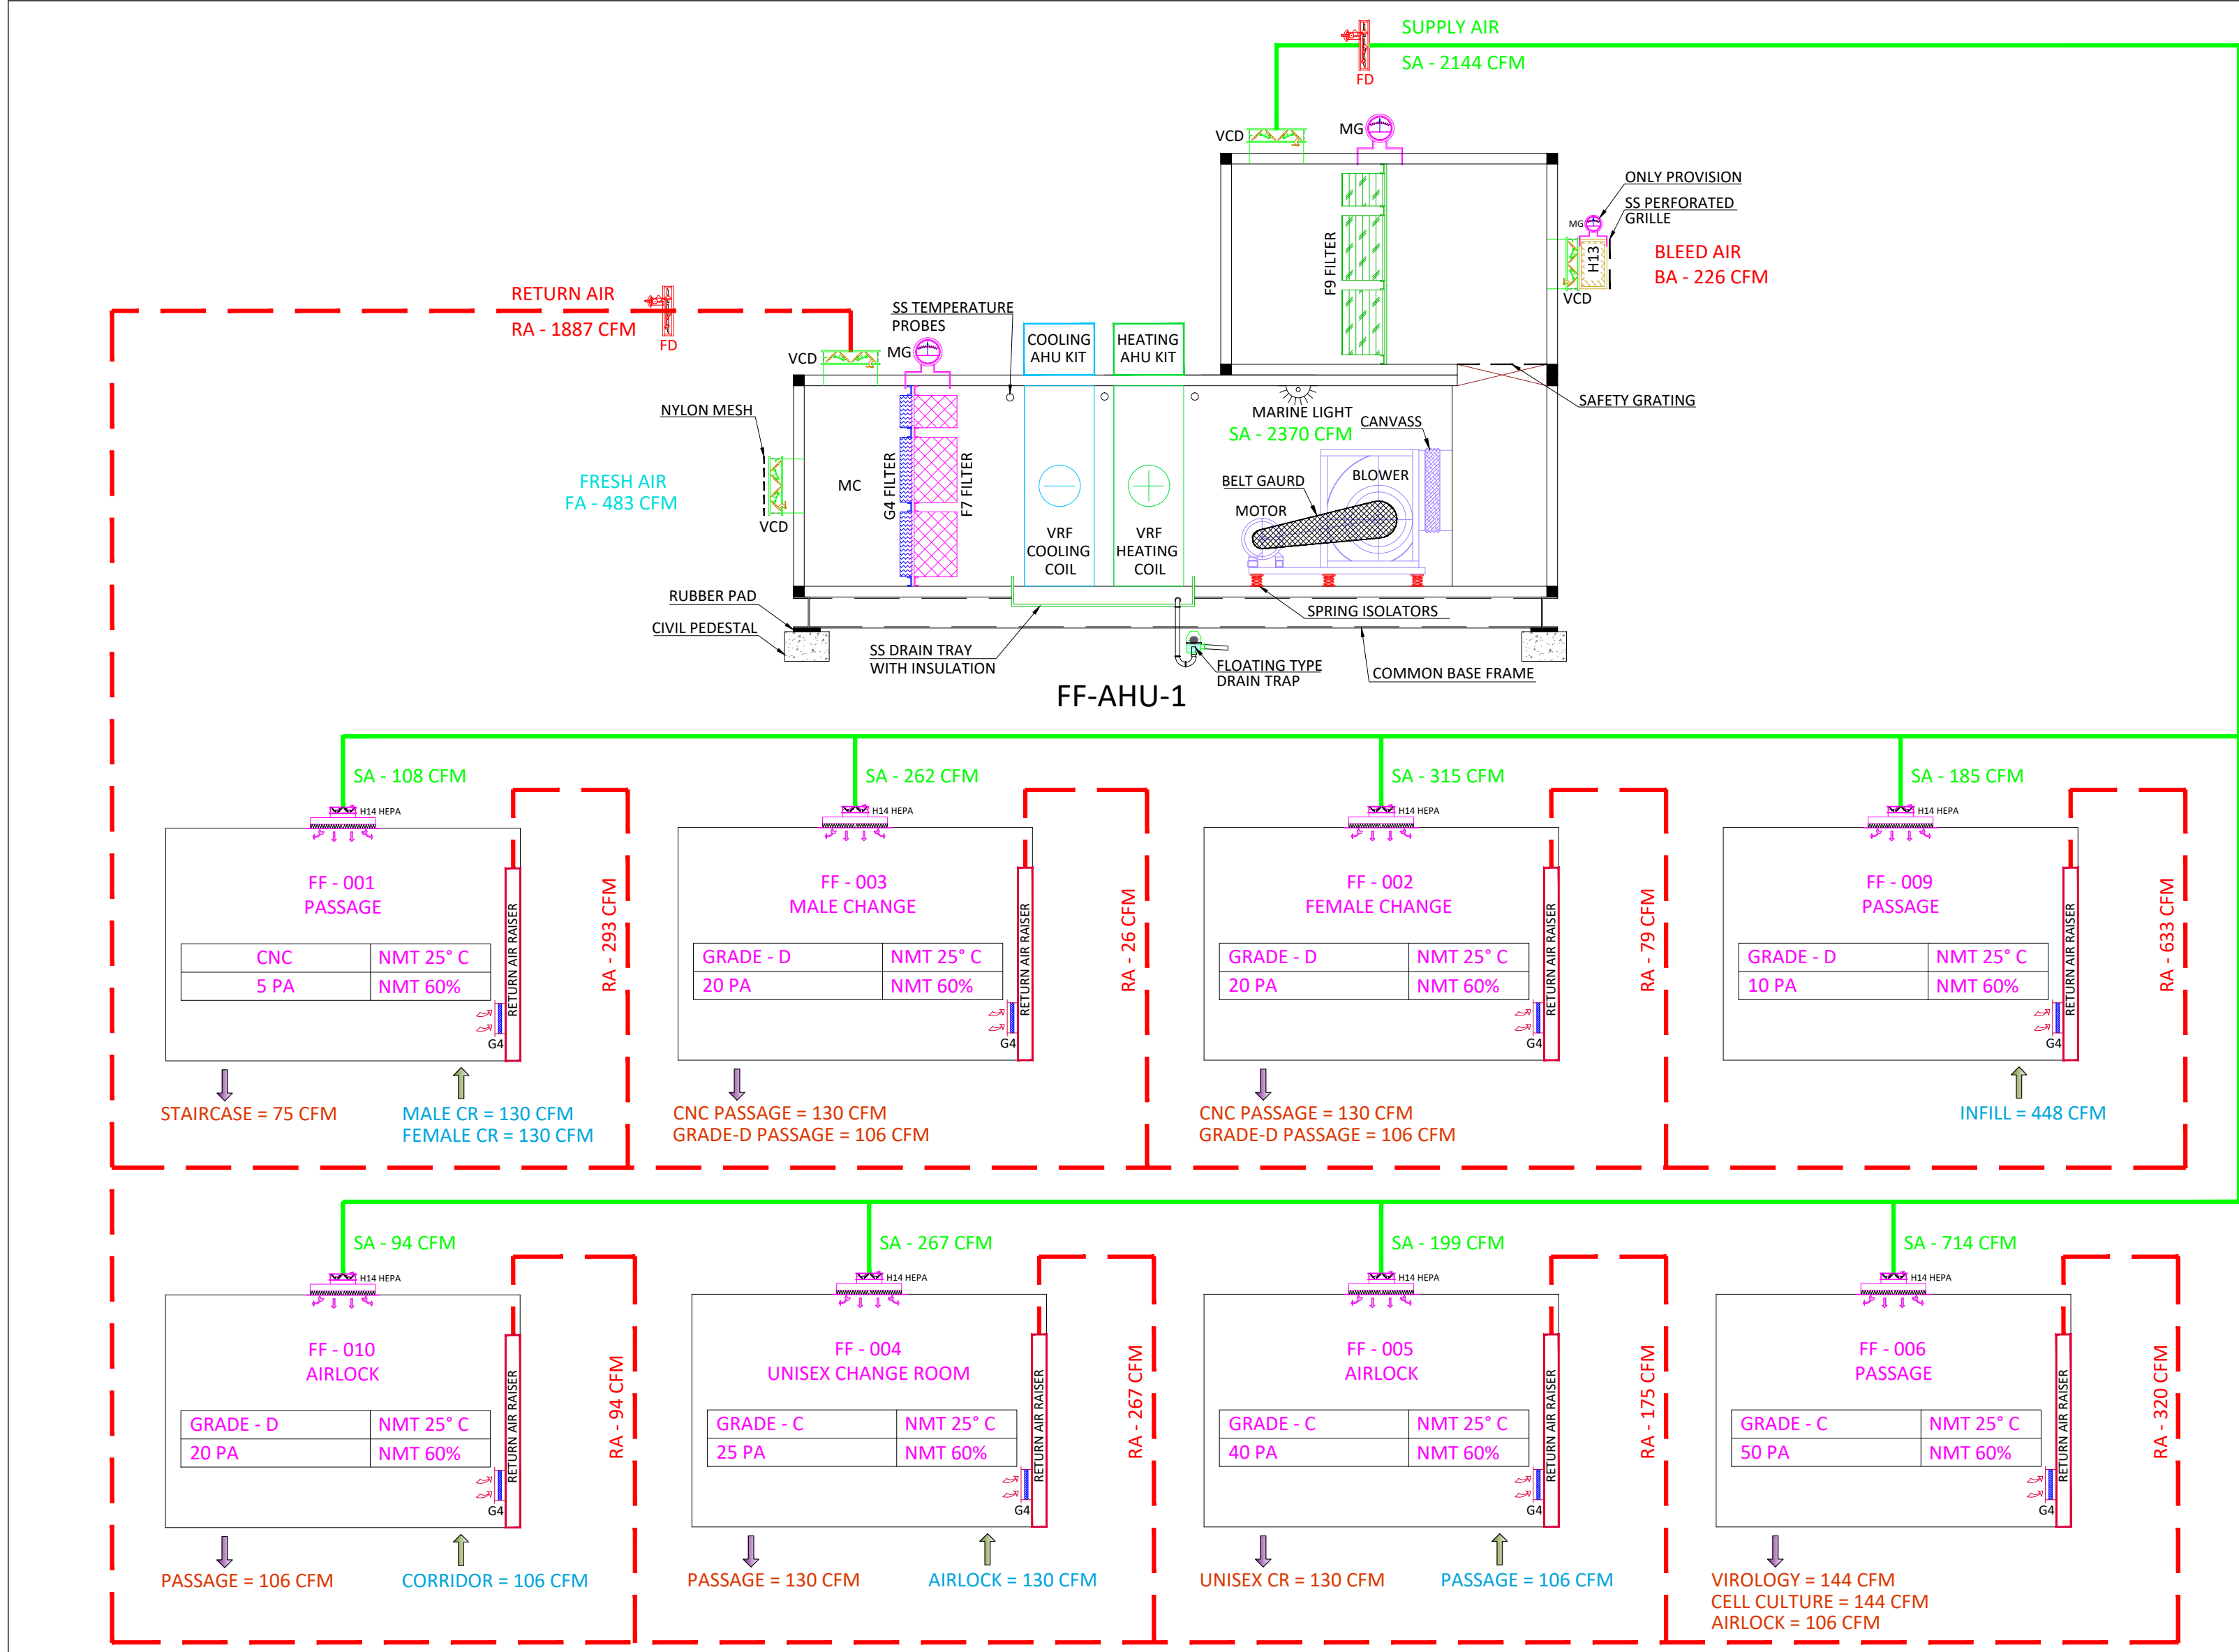 SUPPLY AIR
SA - 2144 CFM
FD
VCD
MG
ONLY PROVISION
SS PERFORATED
GRILLE
MG
H13
BLEED AIR
BA - 226 CFM
VCD
F9 FILTER
RETURN AIR
RA - 1887 CFM
FD
SS TEMPERATURE
PROBES
VCD
MG
COOLING
AHU KIT
HEATING
AHU KIT
SAFETY GRATING
NYLON MESH
MARINE LIGHT
SA - 2370 CFM
CANVASS
FRESH AIR
FA - 483 CFM
VCD
MC
G4 FILTER
F7 FILTER
BELT GAURD
BLOWER
MOTOR
VRF
COOLING
COIL
VRF
HEATING
COIL
RUBBER PAD
CIVIL PEDESTAL
SPRING ISOLATORS
SS DRAIN TRAY
WITH INSULATION
FLOATING TYPE
DRAIN TRAP
COMMON BASE FRAME
FF-AHU-1
SA - 108 CFM
H14 HEPA
FF - 001
PASSAGE
CNC
NMT 25° C
5 PA
NMT 60%
RETURN AIR RAISER
G4
RA - 293 CFM
STAIRCASE = 75 CFM
MALE CR = 130 CFM
FEMALE CR = 130 CFM
SA - 262 CFM
H14 HEPA
FF - 003
MALE CHANGE
GRADE - D
NMT 25° C
20 PA
NMT 60%
RETURN AIR RAISER
G4
RA - 26 CFM
CNC PASSAGE = 130 CFM
GRADE-D PASSAGE = 106 CFM
SA - 315 CFM
H14 HEPA
FF - 002
FEMALE CHANGE
GRADE - D
NMT 25° C
20 PA
NMT 60%
RETURN AIR RAISER
G4
RA - 79 CFM
CNC PASSAGE = 130 CFM
GRADE-D PASSAGE = 106 CFM
SA - 185 CFM
H14 HEPA
FF - 009
PASSAGE
GRADE - D
NMT 25° C
10 PA
NMT 60%
RETURN AIR RAISER
G4
RA - 633 CFM
INFILL = 448 CFM
SA - 94 CFM
H14 HEPA
FF - 010
AIRLOCK
GRADE - D
NMT 25° C
20 PA
NMT 60%
RETURN AIR RAISER
G4
RA - 94 CFM
PASSAGE = 106 CFM
CORRIDOR = 106 CFM
SA - 267 CFM
H14 HEPA
FF - 004
UNISEX CHANGE ROOM
GRADE - C
NMT 25° C
25 PA
NMT 60%
RETURN AIR RAISER
G4
RA - 267 CFM
PASSAGE = 130 CFM
AIRLOCK = 130 CFM
SA - 199 CFM
H14 HEPA
FF - 005
AIRLOCK
GRADE - C
NMT 25° C
40 PA
NMT 60%
RETURN AIR RAISER
G4
RA - 175 CFM
UNISEX CR = 130 CFM
PASSAGE = 106 CFM
SA - 714 CFM
H14 HEPA
FF - 006
PASSAGE
GRADE - C
NMT 25° C
50 PA
NMT 60%
RETURN AIR RAISER
G4
RA - 320 CFM
VIROLOGY = 144 CFM
CELL CULTURE = 144 CFM
AIRLOCK = 106 CFM